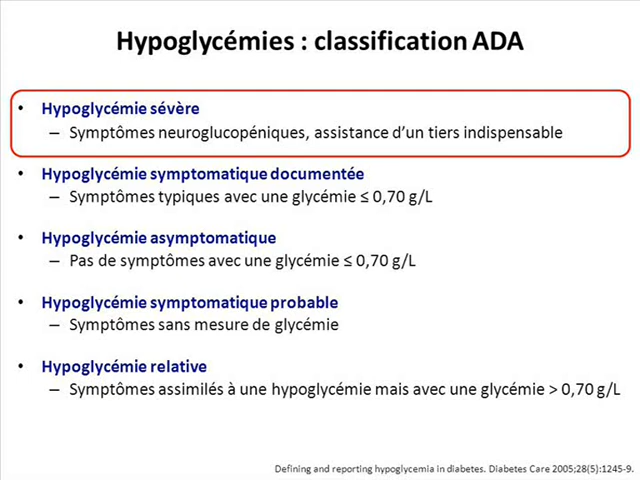 Hypoglycémies : classification ADA
• Hypoglycémie sévère
– Symptômes neuroglucopéniques, assistance d'un tiers indispensable
• Hypoglycémie symptomatique documentée
– Symptômes typiques avec une glycémie ≤ 0,70 g/L
• Hypoglycémie asymptomatique
– Pas de symptômes avec une glycémie ≤ 0,70 g/L
• Hypoglycémie symptomatique probable
– Symptômes sans mesure de glycémie
• Hypoglycémie relative
– Symptômes assimilés à une hypoglycémie mais avec une glycémie > 0,70 g/L
Defining and reporting hypoglycemia in diabetes. Diabetes Care 2005;28(5):1245-9.